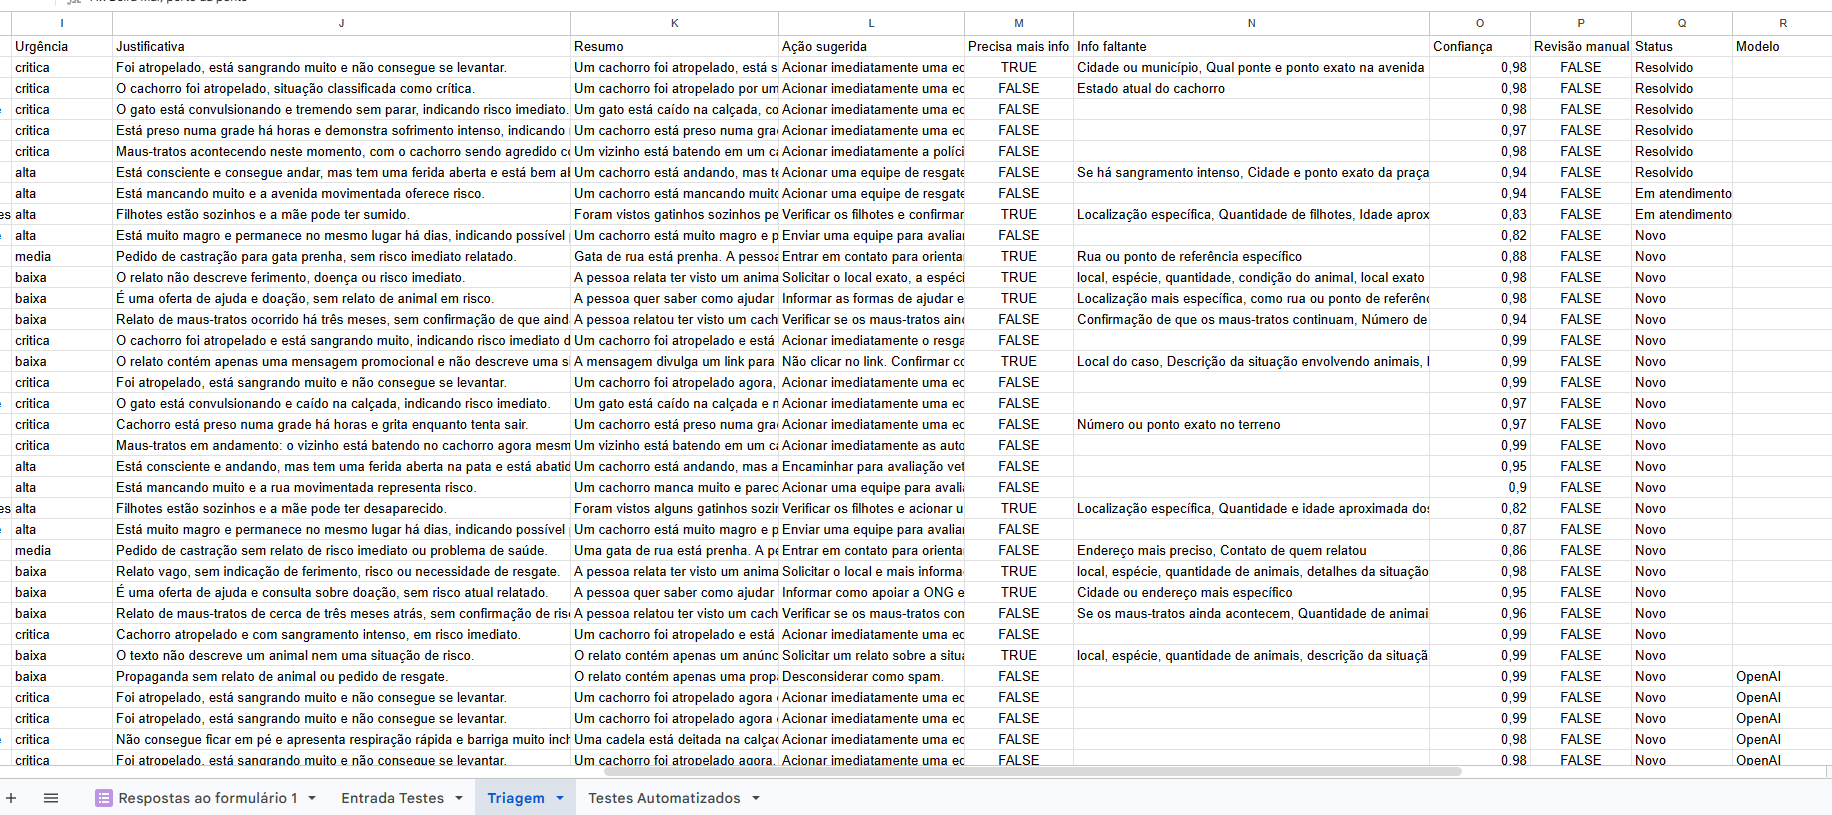 I J K L M N O P Q R
Urgência Justificativa Resumo Ação sugerida Precisa mais info Info faltante Confiança Revisão manual Status Modelo
critica Foi atropelado, está sangrando muito e não consegue se levantar. Um cachorro foi atropelado, está s Acionar imediatamente uma ec TRUE Cidade ou município, Qual ponte e ponto exato na avenida 0,98 FALSE Resolvido
critica O cachorro foi atropelado, situação classificada como crítica. Um cachorro foi atropelado por um Acionar imediatamente uma ec FALSE Estado atual do cachorro 0,98 FALSE Resolvido
critica O gato está convulsionando e tremendo sem parar, indicando risco imediato. Um gato está caído na calçada, co Acionar imediatamente uma ec FALSE 0,98 FALSE Resolvido
critica Está preso numa grade há horas e demonstra sofrimento intenso, indicando Um cachorro está preso numa gra Acionar imediatamente uma ec FALSE 0,97 FALSE Resolvido
critica Maus-tratos acontecendo neste momento, com o cachorro sendo agredido c Um vizinho está batendo em um c Acionar imediatamente a políci FALSE 0,98 FALSE Resolvido
alta Está consciente e consegue andar, mas tem uma ferida aberta e está bem al Um cachorro está andando, mas te Acionar uma equipe de resgate FALSE Se há sangramento intenso, Cidade e ponto exato da praça 0,94 FALSE Resolvido
alta Está mancando muito e a avenida movimentada oferece risco. Um cachorro está mancando muito Acionar uma equipe de resgate FALSE 0,94 FALSE Em atendimento
es alta Filhotes estão sozinhos e a mãe pode ter sumido. Foram vistos gatinhos sozinhos pe Verificar os filhotes e confirmar TRUE Localização específica, Quantidade de filhotes, Idade aprox 0,83 FALSE Em atendimento
alta Está muito magro e permanece no mesmo lugar há dias, indicando possível Um cachorro está muito magro e p Enviar uma equipe para avaliar FALSE 0,82 FALSE Novo
media Pedido de castração para gata prenha, sem risco imediato relatado. Gata de rua está prenha. A pessoa Entrar em contato para orienta TRUE Rua ou ponto de referência específico 0,88 FALSE Novo
baixa O relato não descreve ferimento, doença ou risco imediato. A pessoa relata ter visto um anima Solicitar o local exato, a espéci TRUE local, espécie, quantidade, condição do animal, local exato 0,98 FALSE Novo
baixa É uma oferta de ajuda e doação, sem relato de animal em risco. A pessoa quer saber como ajudar Informar as formas de ajudar e TRUE Localização mais específica, como rua ou ponto de referênc 0,98 FALSE Novo
baixa Relato de maus-tratos ocorrido há três meses, sem confirmação de que aind A pessoa relatou ter visto um cach Verificar se os maus-tratos ain FALSE Confirmação de que os maus-tratos continuam, Número de 0,94 FALSE Novo
critica O cachorro foi atropelado e está sangrando muito, indicando risco imediato d Um cachorro foi atropelado e está Acionar imediatamente o resga FALSE 0,99 FALSE Novo
baixa O relato contém apenas uma mensagem promocional e não descreve uma s A mensagem divulga um link para Não clicar no link. Confirmar cc TRUE Local do caso, Descrição da situação envolvendo animais, 0,99 FALSE Novo
critica Foi atropelado, está sangrando muito e não consegue se levantar. Um cachorro foi atropelado agora, Acionar imediatamente uma ec FALSE 0,99 FALSE Novo
critica O gato está convulsionando e caído na calçada, indicando risco imediato. Um gato está caído na calçada e n Acionar imediatamente uma ec FALSE 0,97 FALSE Novo
critica Cachorro está preso numa grade há horas e grita enquanto tenta sair. Um cachorro está preso numa gra Acionar imediatamente uma ec FALSE Número ou ponto exato no terreno 0,97 FALSE Novo
critica Maus-tratos em andamento: o vizinho está batendo no cachorro agora mesm Um vizinho está batendo em um c Acionar imediatamente as auto FALSE 0,99 FALSE Novo
alta Está consciente e andando, mas tem uma ferida aberta na pata e está abatid Um cachorro está andando, mas a Encaminhar para avaliação vet FALSE 0,95 FALSE Novo
alta Está mancando muito e a rua movimentada representa risco. Um cachorro manca muito e parec Acionar uma equipe para avali FALSE 0,9 FALSE Novo
es alta Filhotes estão sozinhos e a mãe pode ter desaparecido. Foram vistos alguns gatinhos sozi Verificar os filhotes e acionar u TRUE Localização específica, Quantidade e idade aproximada dos 0,82 FALSE Novo
alta Está muito magro e permanece no mesmo lugar há dias, indicando possível Um cachorro está muito magro e p Enviar uma equipe para avaliar FALSE 0,87 FALSE Novo
media Pedido de castração sem relato de risco imediato ou problema de saúde. Uma gata de rua está prenha. A pe Entrar em contato para orienta FALSE Endereço mais preciso, Contato de quem relatou 0,86 FALSE Novo
baixa Relato vago, sem indicação de ferimento, risco ou necessidade de resgate. A pessoa relata ter visto um anima Solicitar o local e mais informa TRUE local, espécie, quantidade de animais, detalhes da situação 0,98 FALSE Novo
baixa É uma oferta de ajuda e consulta sobre doação, sem risco atual relatado. A pessoa quer saber como ajudar Informar como apoiar a ONG e TRUE Cidade ou endereço mais específico 0,95 FALSE Novo
baixa Relato de maus-tratos de cerca de três meses atrás, sem confirmação de ris A pessoa relatou ter visto um cach Verificar se os maus-tratos con FALSE Se os maus-tratos ainda acontecem, Quantidade de animai 0,96 FALSE Novo
critica Cachorro atropelado e com sangramento intenso, em risco imediato. Um cachorro foi atropelado e está Acionar imediatamente uma ec FALSE 0,99 FALSE Novo
baixa O texto não descreve um animal nem uma situação de risco. O relato contém apenas um anúnc Solicitar um relato sobre a situa TRUE local, espécie, quantidade de animais, descrição da situaçã 0,99 FALSE Novo
baixa Propaganda sem relato de animal ou pedido de resgate. O relato contém apenas uma prop Desconsiderar como spam. FALSE 0,99 FALSE Novo OpenAI
critica Foi atropelado, está sangrando muito e não consegue se levantar. Um cachorro foi atropelado agora Acionar imediatamente uma ec FALSE 0,99 FALSE Novo OpenAI
critica Foi atropelado, está sangrando muito e não consegue se levantar. Um cachorro foi atropelado agora Acionar imediatamente uma ec FALSE 0,99 FALSE Novo OpenAI
critica Não consegue ficar em pé e apresenta respiração rápida e barriga muito inch Uma cadela está deitada na calça Acionar imediatamente uma ec FALSE 0,98 FALSE Novo OpenAI
critica Foi atropelado, está sangrando muito e não consegue se levantar. Um cachorro foi atropelado agora. Acionar imediatamente uma ec FALSE 0,98 FALSE Novo OpenAI
Respostas ao formulário 1 Entrada Testes Triagem Testes Automatizados